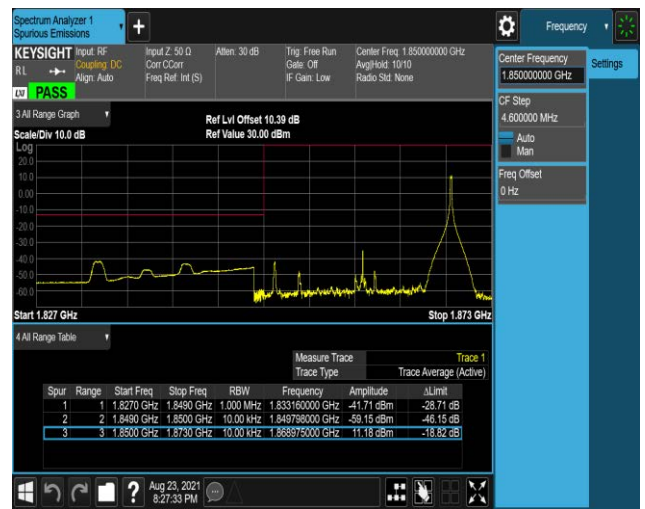 Spectrum Analyzer 1
Spurious Emissions
Frequency
KEYSIGHT Input: RF Input Z: 50 Ω Atten: 30 dB Trig: Free Run Center Freq: 1.850000000 GHz
RL Coupling: DC Corr CCorr Gate: Off Avg|Hold: 10/10
Align: Auto Freq Ref: Int (S) IF Gain: Low Radio Std: None
LXI PASS
3 All Range Graph
Ref Lvl Offset 10.39 dB
Scale/Div 10.0 dB Ref Value 30.00 dBm
Log
20.0
10.0
0.00
-10.0
-20.0
-30.0
-40.0
-50.0
-60.0
Start 1.827 GHz Stop 1.873 GHz
4 All Range Table
Measure Trace Trace 1
Trace Type Trace Average (Active)
Spur Range Start Freq Stop Freq RBW Frequency Amplitude ΔLimit
1 1 1.8270 GHz 1.8490 GHz 1.000 MHz 1.833160000 GHz -41.71 dBm -28.71 dB
2 2 1.8490 GHz 1.8500 GHz 10.00 kHz 1.849798000 GHz -59.15 dBm -46.15 dB
3 3 1.8500 GHz 1.8730 GHz 10.00 kHz 1.868975000 GHz 11.18 dBm -18.82 dB
Aug 23, 2021
8:27:33 PM
Center Frequency
1.850000000 GHz
Settings
CF Step
4.600000 MHz
Auto
Man
Freq Offset
0 Hz